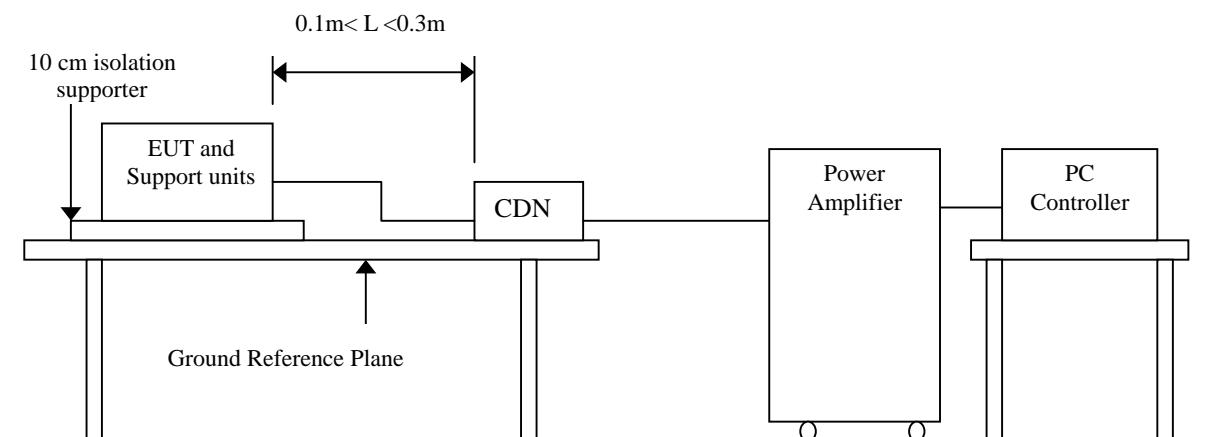 0.1m< L <0.3m
10 cm isolation
supporter
EUT and
Support units
CDN
Power
Amplifier
PC
Controller
Ground Reference Plane